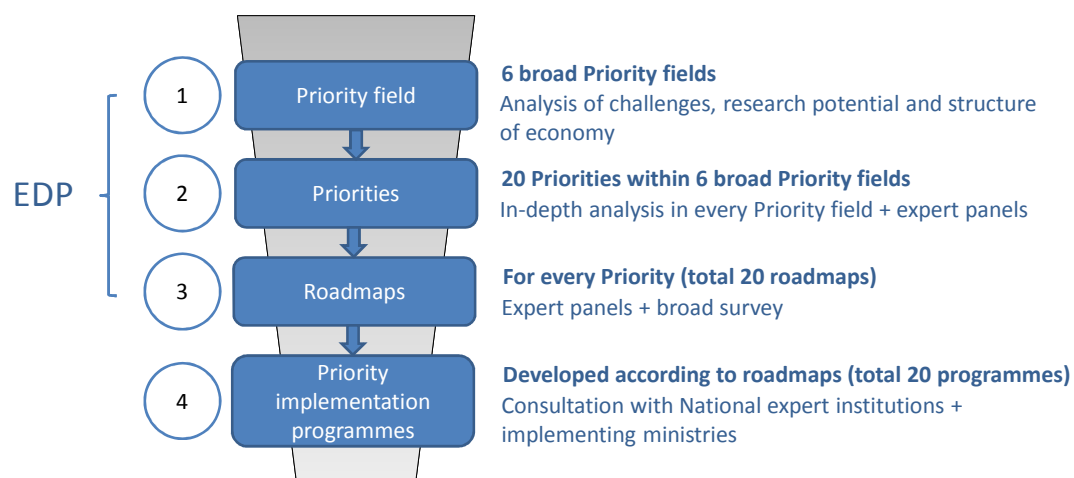 EDP
1
Priority field
6 broad Priority fields
Analysis of challenges, research potential and structure
of economy
2
Priorities
20 Priorities within 6 broad Priority fields
In-depth analysis in every Priority field + expert panels
3
Roadmaps
For every Priority (total 20 roadmaps)
Expert panels + broad survey
4
Priority
implementation
programmes
Developed according to roadmaps (total 20 programmes)
Consultation with National expert institutions +
implementing ministries